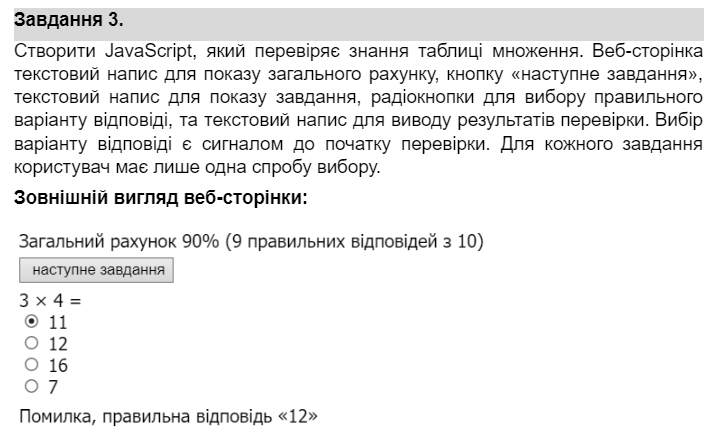 Завдання 3.
Створити JavaScript, який перевіряє знання таблиці множення. Веб-сторінка
текстовий напис для показу загального рахунку, кнопку «наступне завдання»,
текстовий напис для показу завдання, радіокнопки для вибору правильного
варіанту відповіді, та текстовий напис для виводу результатів перевірки. Вибір
варіанту відповіді є сигналом до початку перевірки. Для кожного завдання
користувач має лише одна спробу вибору.
Зовнішній вигляд веб-сторінки:
Загальний рахунок 90% (9 правильних відповідей з 10)
наступне завдання
3 × 4 =
11
12
16
7
Помилка, правильна відповідь «12»